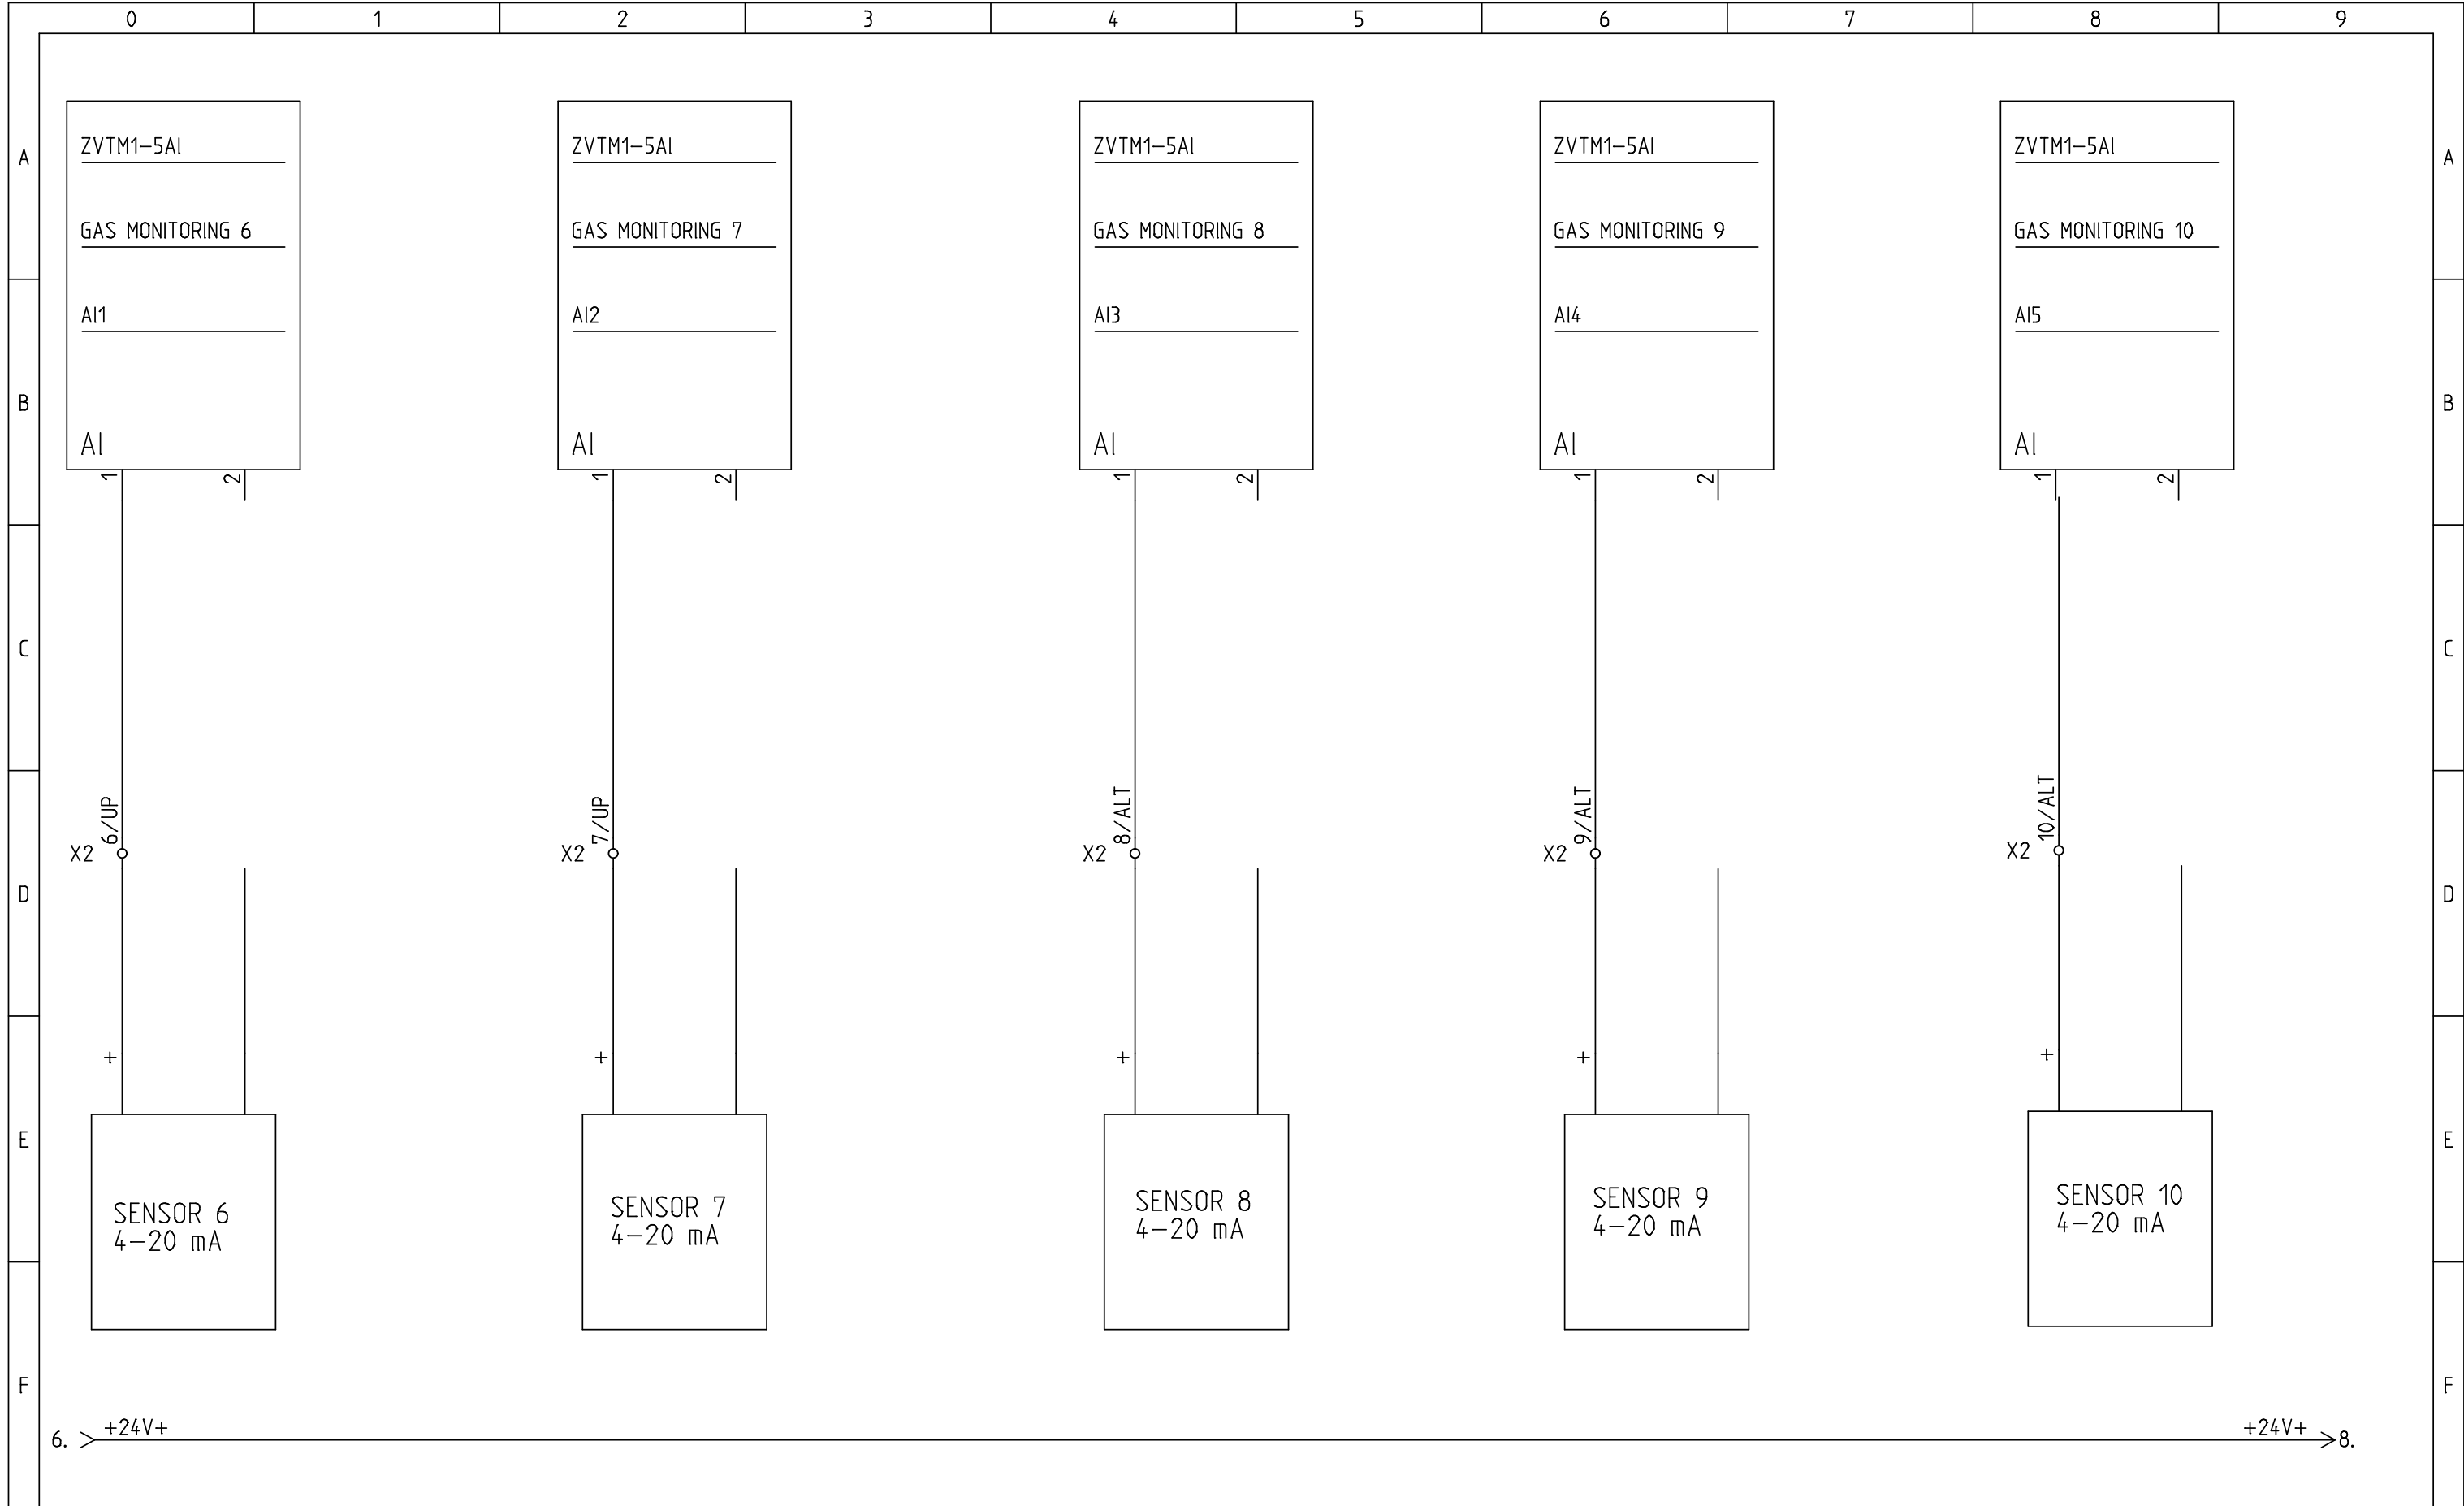 0 1 2 3 4 5 6 7 8 9
A A
ZVTM1-5AI ZVTM1-5AI ZVTM1-5AI ZVTM1-5AI ZVTM1-5AI
GAS MONITORING 6 GAS MONITORING 7 GAS MONITORING 8 GAS MONITORING 9 GAS MONITORING 10
AI1 AI2 AI3 AI4 AI5
B B
AI AI AI AI AI
1 2 1 2 1 2 1 2 1 2
C C
6/UP 7/UP 8/ALT 9/ALT 10/ALT
X2 X2 X2 X2 X2
D D
+ + + + +
E E
SENSOR 6
4-20 mA
SENSOR 7
4-20 mA
SENSOR 8
4-20 mA
SENSOR 9
4-20 mA
SENSOR 10
4-20 mA
F F
6. +24V+ +24V+ 8.